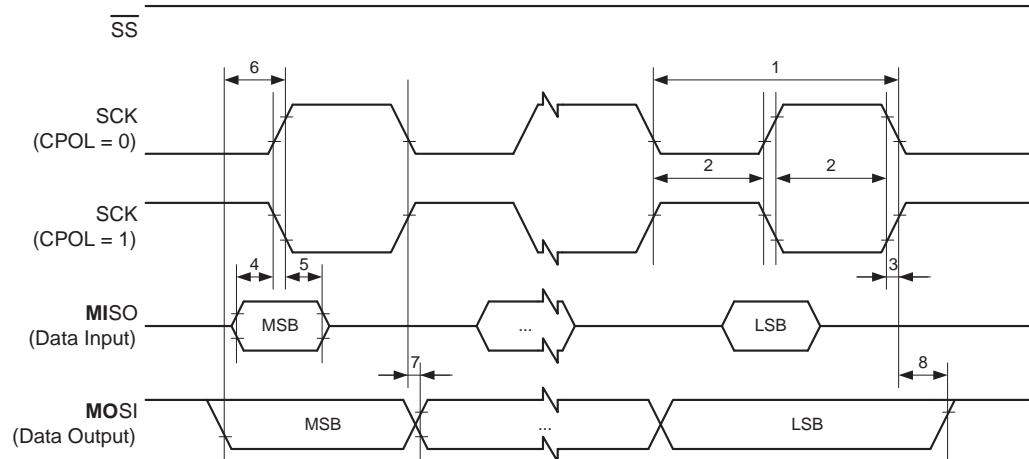 SS
6
1
SCK
(CPOL = 0)
2
2
SCK
(CPOL = 1)
4
5
3
MISO
(Data Input)
MSB
...
LSB
7
8
MOSI
(Data Output)
MSB
...
LSB